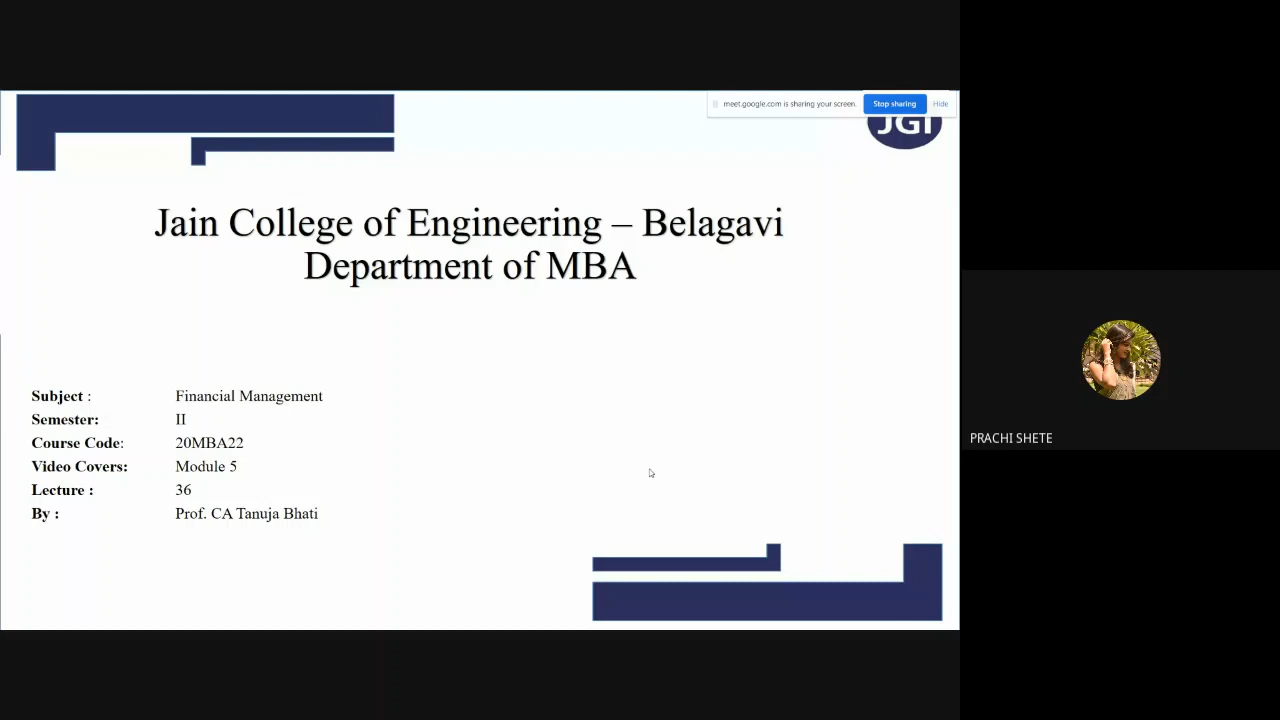 meet.google.com is sharing your screen.
Stop sharing
Hide
JGI
Jain College of Engineering – Belagavi
Department of MBA
Subject : Financial Management
Semester: II
Course Code: 20MBA22
Video Covers: Module 5
Lecture : 36
By : Prof. CA Tanuja Bhati
PRACHI SHETE